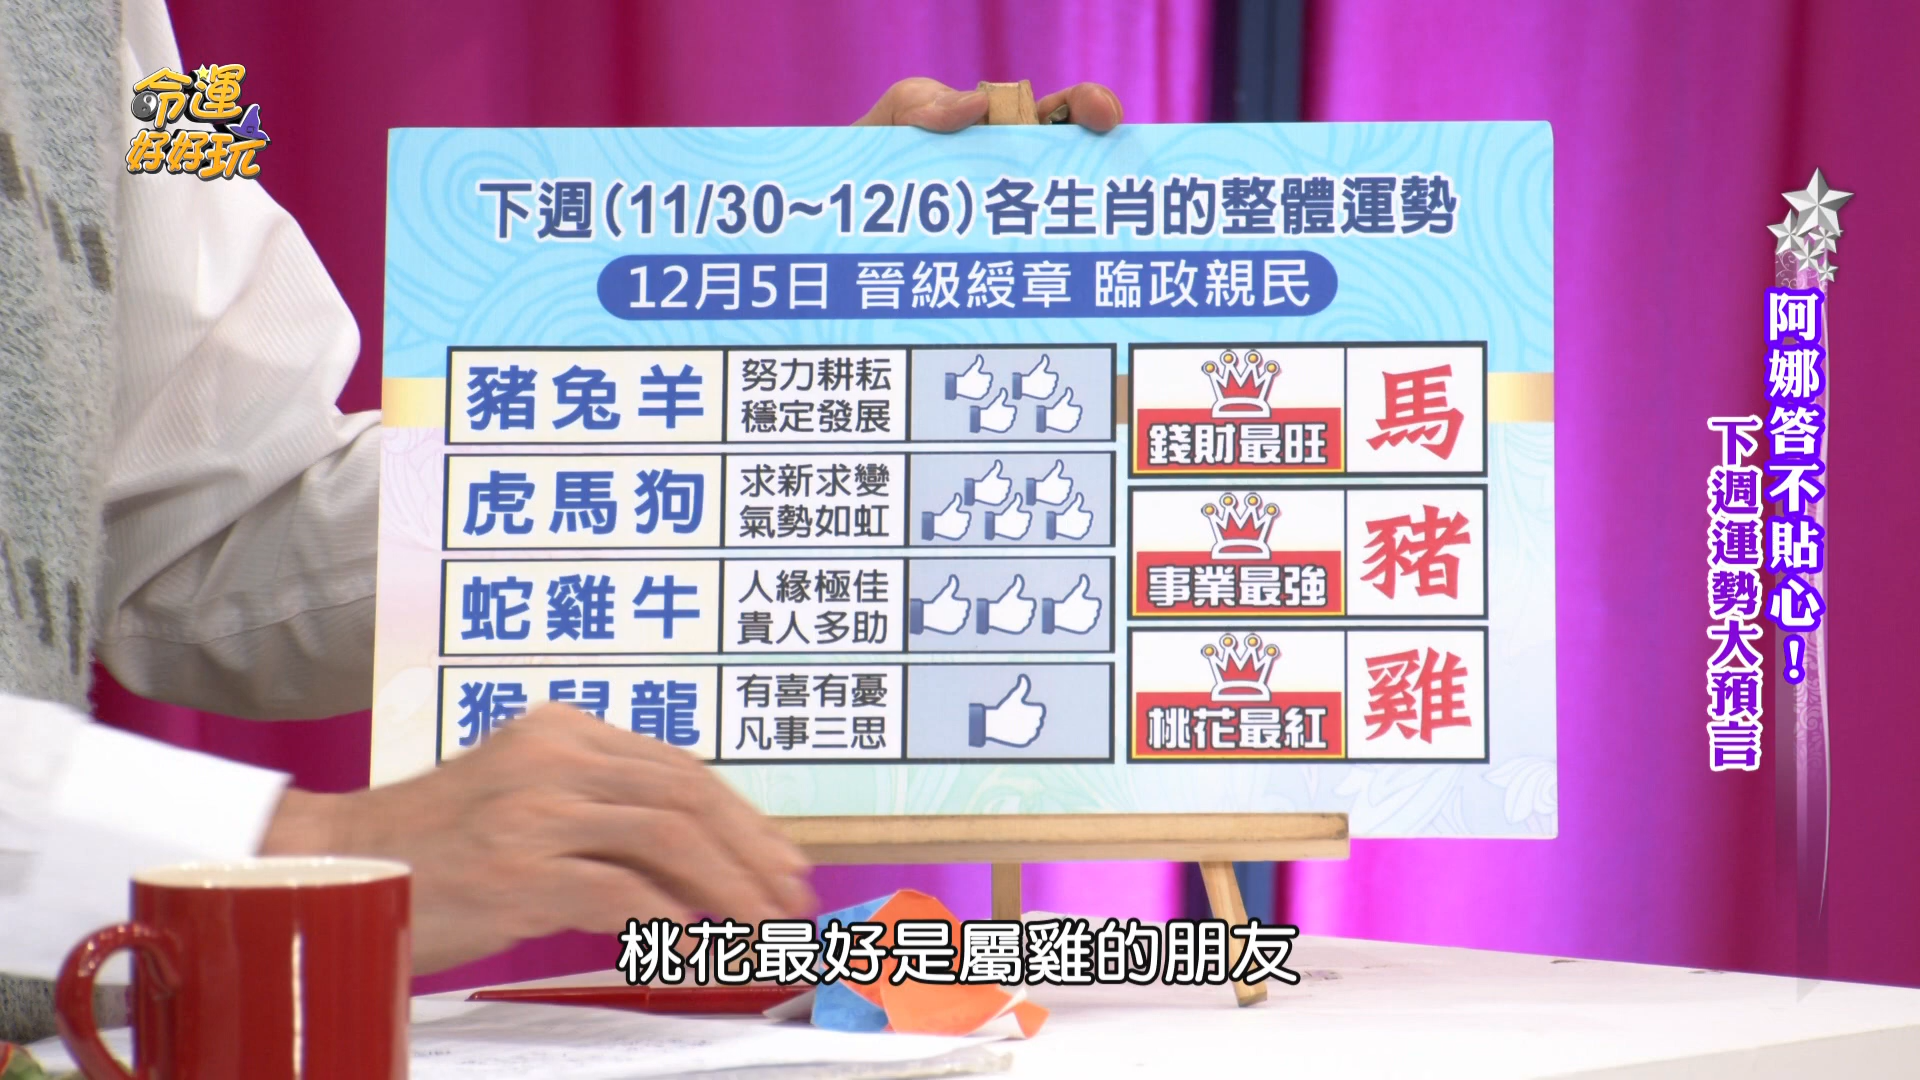 命運
好好玩
下週(11/30~12/6)各生肖的整體運勢
12月5日 晉級綬章 臨政親民
豬兔羊
努力耕耘
穩定發展
虎馬狗
求新求變
氣勢如虹
蛇雞牛
人緣極佳
貴人多助
猴鼠龍
有喜有憂
凡事三思
錢財最旺
馬
事業最強
豬
桃花最紅
雞
阿娜答不貼心！
下週運勢大預言
桃花最好是屬雞的朋友